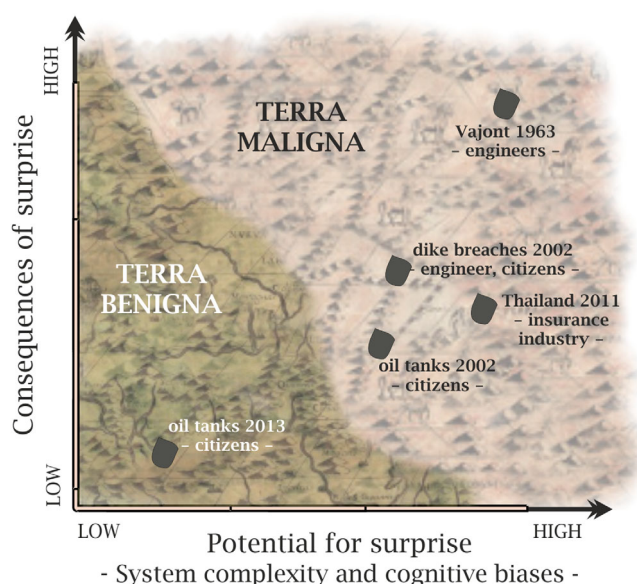 HIGH
TERRA
MALIGNA
Vajont 1963
– engineers –
Consequences of surprise
dike breaches 2002
engineer, citizens –
TERRA
BENIGNA
Thailand 2011
– insurance
industry –
oil tanks 2002
– citizens –
oil tanks 2013
– citizens –
LOW
LOW
HIGH
Potential for surprise
- System complexity and cognitive biases -